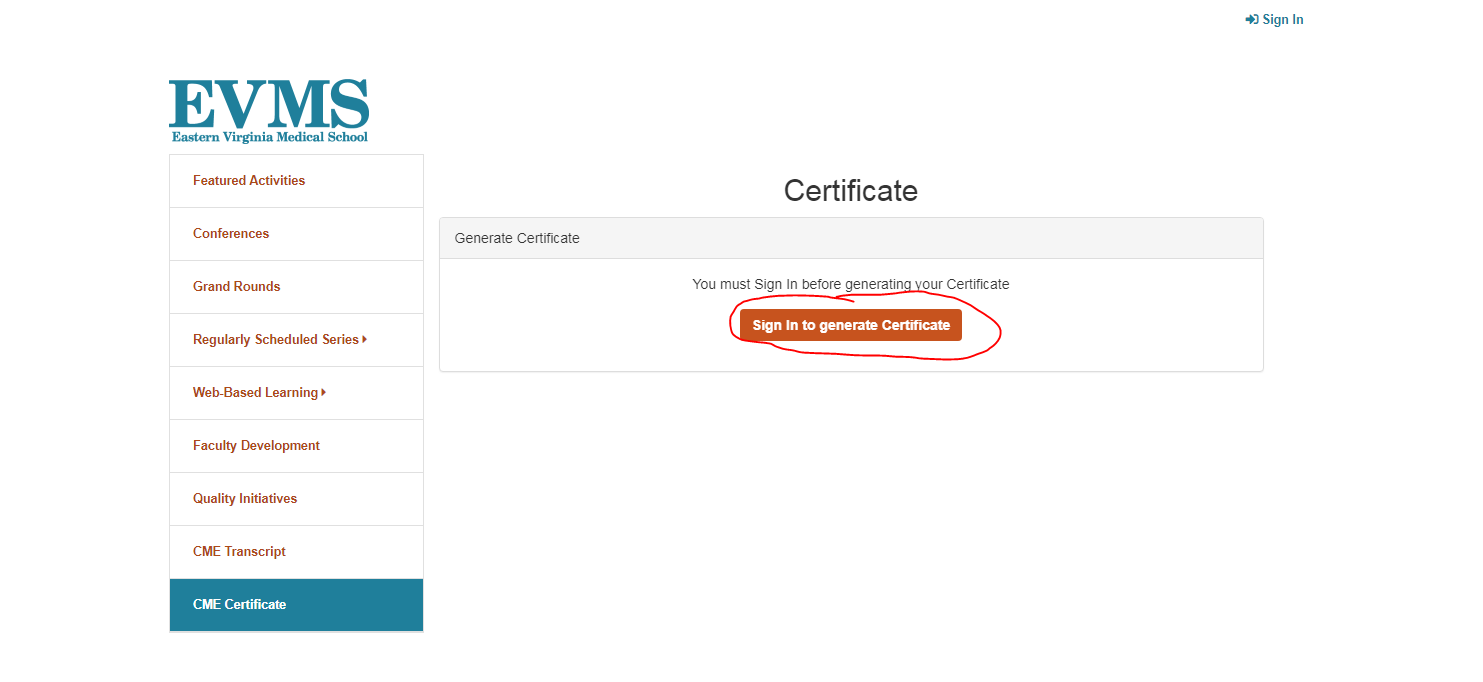 Sign In
EVMS
Eastern Virginia Medical School
Featured Activities
Conferences
Grand Rounds
Regularly Scheduled Series
Web-Based Learning
Faculty Development
Quality Initiatives
CME Transcript
CME Certificate
Certificate
Generate Certificate
You must Sign In before generating your Certificate
Sign In to generate Certificate